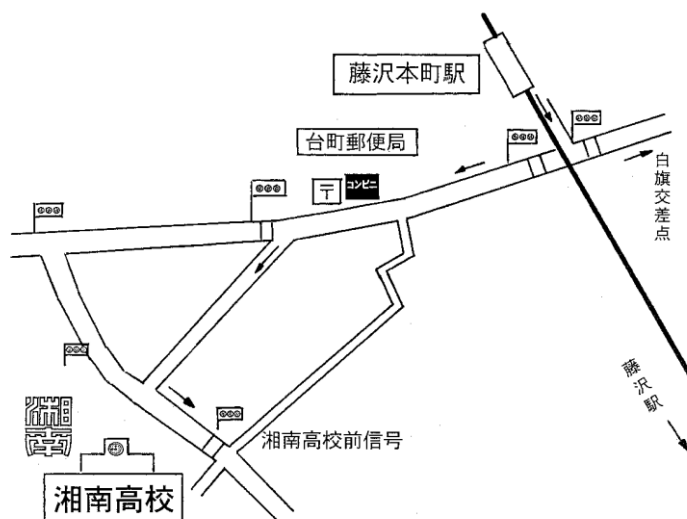 藤沢本町駅
台町郵便局
〒
コンビニ
白旗交差点
藤沢駅
湘南高校前信号
湘南
湘南高校